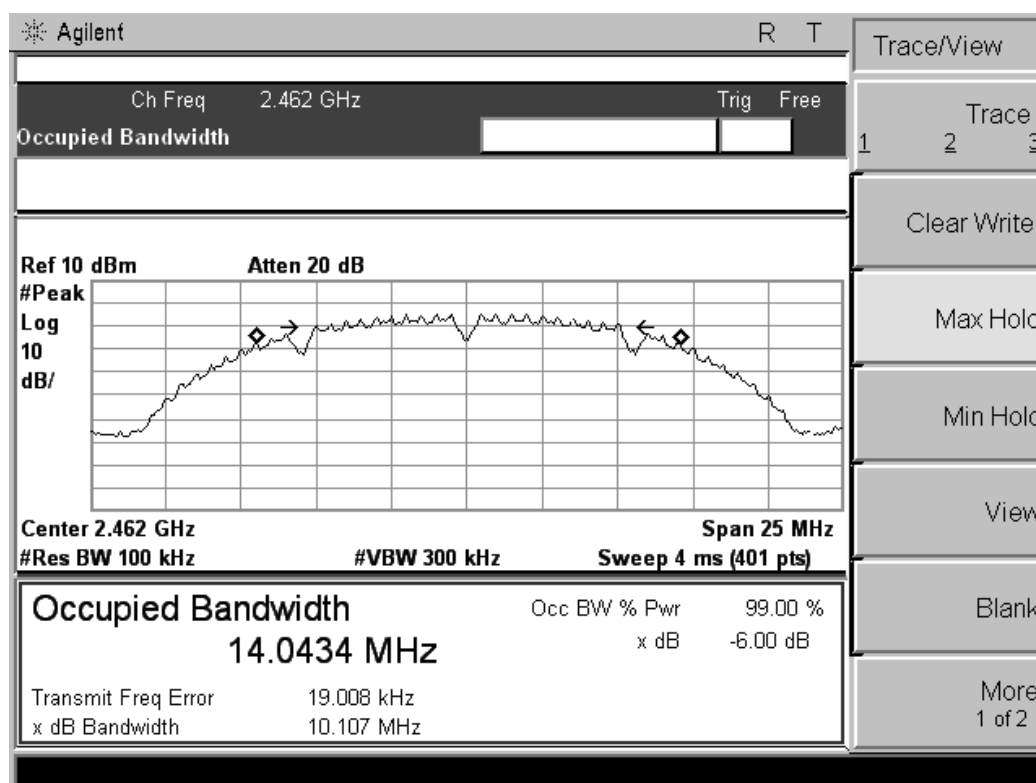 Agilent R T
Trace/View
Ch Freq 2.462 GHz Trig Free
Occupied Bandwidth
Trace
1 2 3
Clear Write
Max Hold
Min Hold
View
Blank
More
1 of 2
Ref 10 dBm Atten 20 dB
#Peak
Log
10
dB/
Center 2.462 GHz Span 25 MHz
#Res BW 100 kHz #VBW 300 kHz Sweep 4 ms (401 pts)
Occupied Bandwidth
14.0434 MHz
Occ BW % Pwr 99.00 %
x dB -6.00 dB
Transmit Freq Error 19.008 kHz
x dB Bandwidth 10.107 MHz